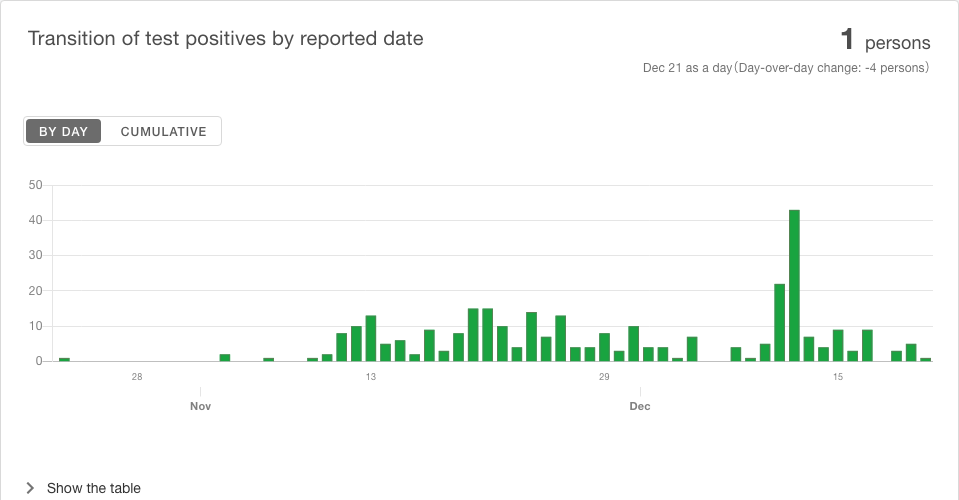 Transition of test positives by reported date
1 persons
Dec 21 as a day(Day-over-day change: -4 persons)
BY DAY CUMULATIVE
50
40
30
20
10
0
28 13 29 15
Nov Dec
Show the table